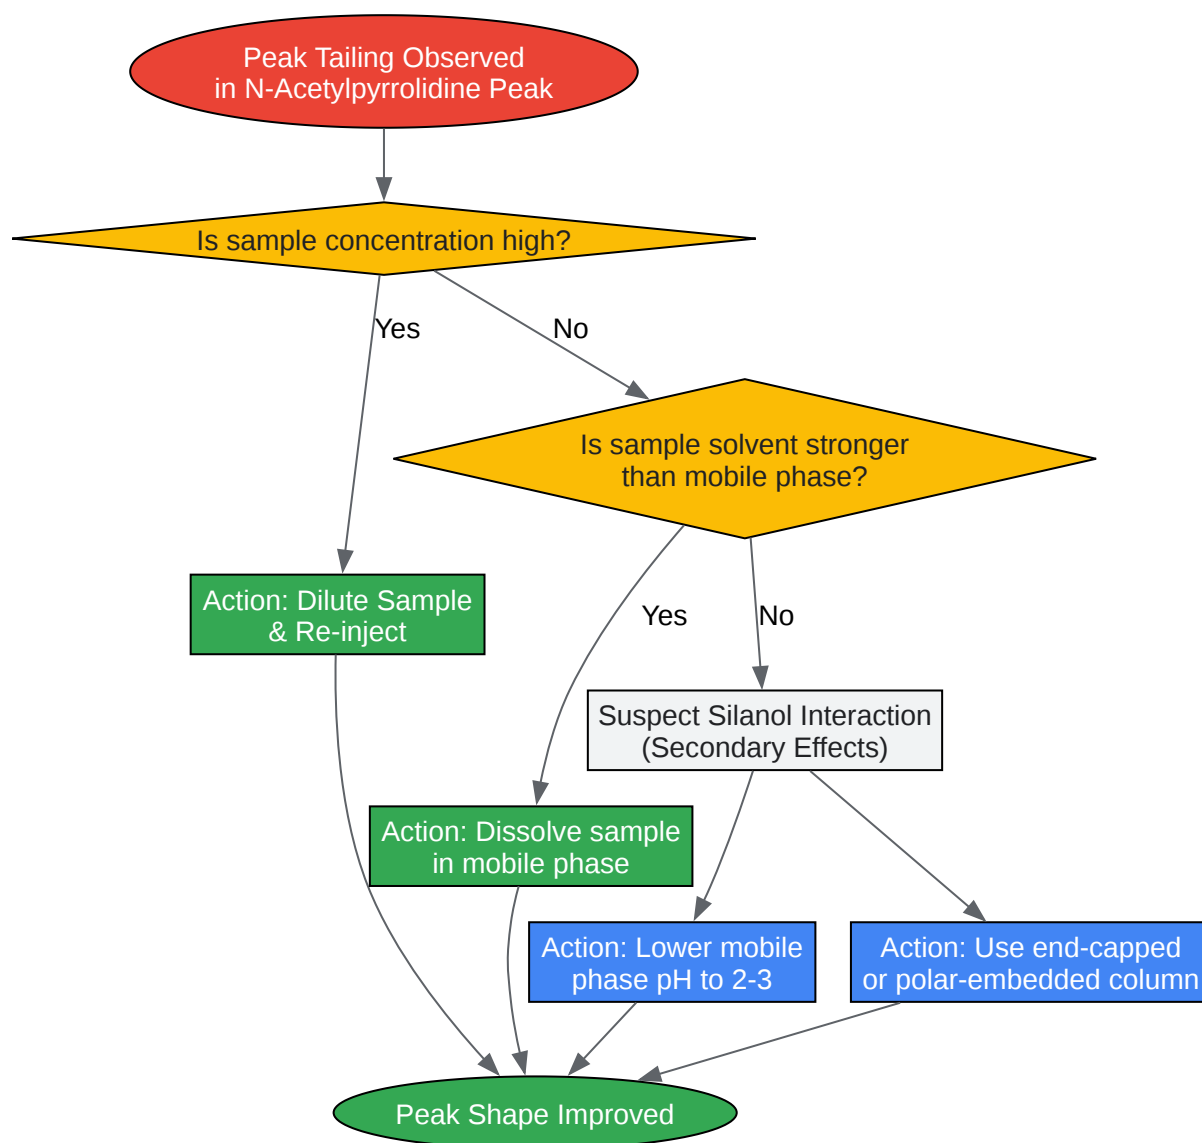 Peak Tailing Observed
in N-Acetylpyrrolidine Peak
Is sample concentration high?
Yes
No
Is sample solvent stronger
than mobile phase?
Action: Dilute Sample
& Re-inject
Yes
No
Suspect Silanol Interaction
(Secondary Effects)
Action: Dissolve sample
in mobile phase
Action: Lower mobile
phase pH to 2-3
Action: Use end-capped
or polar-embedded column
Peak Shape Improved